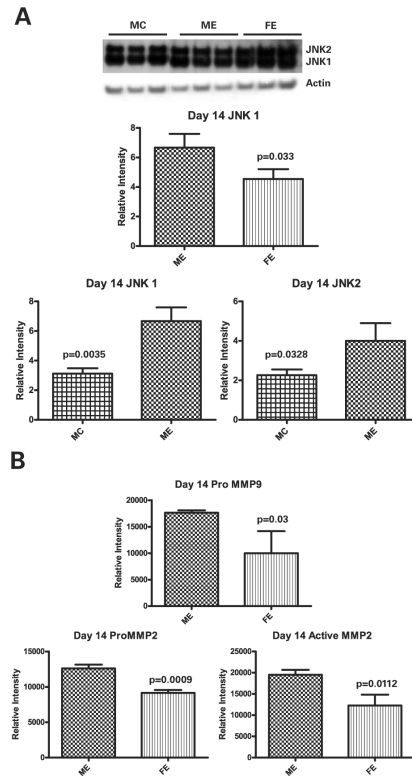 A
MC ME FE
JNK2
JNK1
Actin
Day 14 JNK 1
Relative Intensity
8
6
4
2
0
p=0.033
ME FE
Day 14 JNK 1
Relative Intensity
8
6
4
2
0
p=0.0035
MC ME
Day 14 JNK2
Relative Intensity
6
4
2
0
p=0.0328
MC ME
B
Day 14 Pro MMP9
Relative Intensity
20000
15000
10000
5000
0
p=0.03
ME FE
Day 14 ProMMP2
Relative Intensity
15000
10000
5000
0
p=0.0009
ME FE
Day 14 Active MMP2
Relative Intensity
25000
20000
15000
10000
5000
0
p=0.0112
ME FE